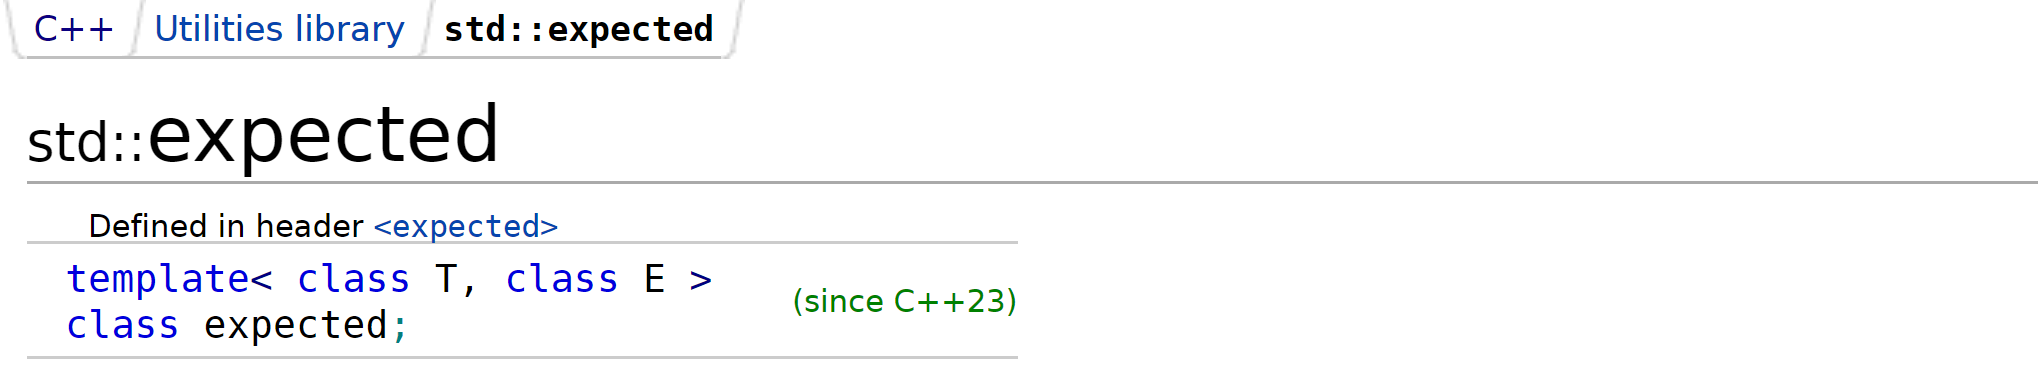 C++ Utilities library std::expected
std::expected
Defined in header <expected>
template< class T, class E >
class expected;
(since C++23)